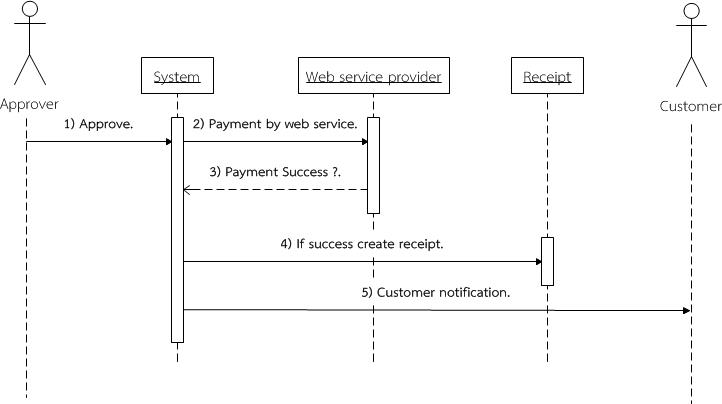 System
Web service provider
Receipt
Approver
Customer
1) Approve.
2) Payment by web service.
3) Payment Success ?.
4) If success create receipt.
5) Customer notification.